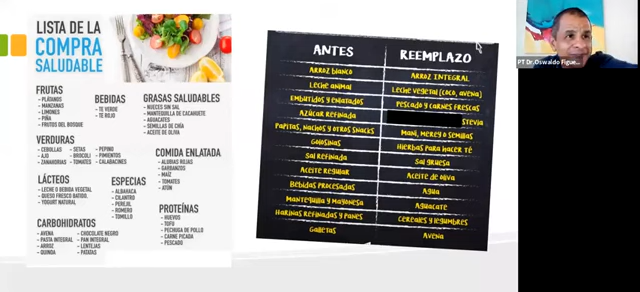 LISTA DE LA
COMPRA
SALUDABLE
FRUTAS
- PLÁTANOS
- MANZANAS
- LIMONES
- PIÑA
- FRUTOS DEL BOSQUE
BEBIDAS
- TE VERDE
- TE ROJO
GRASAS SALUDABLES
- NUECES SIN SAL
- MANTEQUILLA DE CACAHUETE
- AGUACATES
- SEMILLAS DE CHÍA
- ACEITE DE OLIVA
VERDURAS
- CEBOLLAS
- AJO
- ZANAHORIAS
- SETAS
- BROCOLI
- TOMATES
- PEPINO
- PIMIENTOS
- CALABACINES
COMIDA ENLATADA
- ALUBIAS ROJAS
- GARBANZOS
- MAÍZ
- TOMATES
- ATÚN
LÁCTEOS
- LECHE O BEBIDA VEGETAL
- QUESO FRESCO BATIDO.
- YOGURT NATURAL
ESPECIAS
- ALBAHACA
- CILANTRO
- PEREJIL
- ROMERO
- TOMILLO
PROTEÍNAS
- HUEVOS
- TOFU
- PECHUGA DE POLLO
- CARNE PICADA
- PESCADO
CARBOHIDRATOS
- AVENA
- PASTA INTEGRAL
- ARROZ
- QUINOA
- CHOCOLATE NEGRO
- PAN INTEGRAL
- LENTEJAS
- PATATAS
ANTES REEMPLAZO
Arroz blanco Arroz integral
Leche animal Leche vegetal (coco, avena)
Embutidos y enlatados Pescado y carnes frescas
Azúcar refinada Stevia
Papitas, nachos y otros snacks Maní, merey o semillas
Golosinas Hierbas para hacer té
Sal refinada Sal gruesa
Aceite regular Aceite de oliva
Bebidas procesadas Agua
Mantequilla y mayonesa Aguacate
Harinas refinadas y panes Cereales y legumbres
Galletas Avena
PT Dr.Oswaldo Figue...